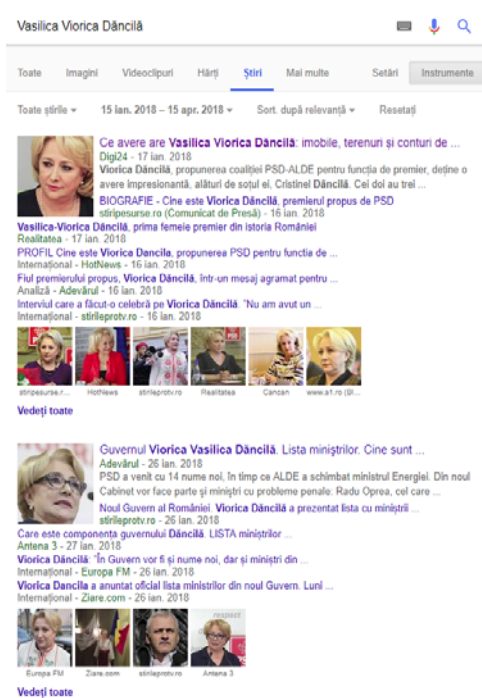 Vasilica Viorica Dăncilă
Toate Imagini Videoclipuri Hărți Știri Mai multe Setări Instrumente
Toate știrile 15 ian. 2018 – 15 apr. 2018 Sort. după relevanță Resetați
Ce avere are Vasilica Viorica Dăncilă: imobile, terenuri și conturi de ...
Digi24 - 17 ian. 2018
Viorica Dăncilă, propunerea coaliției PSD-ALDE pentru funcția de premier, deține o
avere impresionantă, alături de soțul ei, Cristinel Dăncilă. Cei doi au trei ...
BIOGRAFIE - Cine este Viorica Dăncilă, premierul propus de PSD
stiripesurse.ro (Comunicat de Presă) - 16 ian. 2018
Vasilica-Viorica Dăncilă, prima femeie premier din istoria României
Realitatea - 17 ian. 2018
PROFIL Cine este Viorica Dancila, propunerea PSD pentru functia de ...
Internațional - HotNews - 16 ian. 2018
Fiul premierului propus, Viorica Dăncilă, într-un mesaj agramat pentru ...
Analiză - Adevărul - 16 ian. 2018
Interviul care a făcut-o celebră pe Viorica Dăncilă. "Nu am avut un ...
Internațional - stirileprotv.ro - 16 ian. 2018
stiripesurse.r... HotNews stirileprotv.ro Realitatea Cancan www.a1.ro (Bl...
Vedeți toate
Guvernul Viorica Vasilica Dăncilă. Lista miniștrilor. Cine sunt ...
Adevărul - 26 ian. 2018
PSD a venit cu 14 nume noi, în timp ce ALDE a schimbat ministrul Energiei. Din noul
Cabinet vor face parte și miniștri cu probleme penale: Radu Oprea, cel care ...
Noul Guvern al României. Viorica Dăncilă a prezentat lista cu miniștrii ...
stirileprotv.ro - 26 ian. 2018
Care este componența guvernului Dăncilă. LISTA miniștrilor ...
Antena 3 - 27 ian. 2018
Viorica Dăncilă: "În Guvern vor fi și nume noi, dar și miniștri din ...
Internațional - Europa FM - 26 ian. 2018
Viorica Dancila a anuntat oficial lista ministrilor din noul Guvern. Luni ...
Internațional - Ziare.com - 26 ian. 2018
respect
Europa FM Ziare.com stirileprotv.ro Antena 3
Vedeți toate